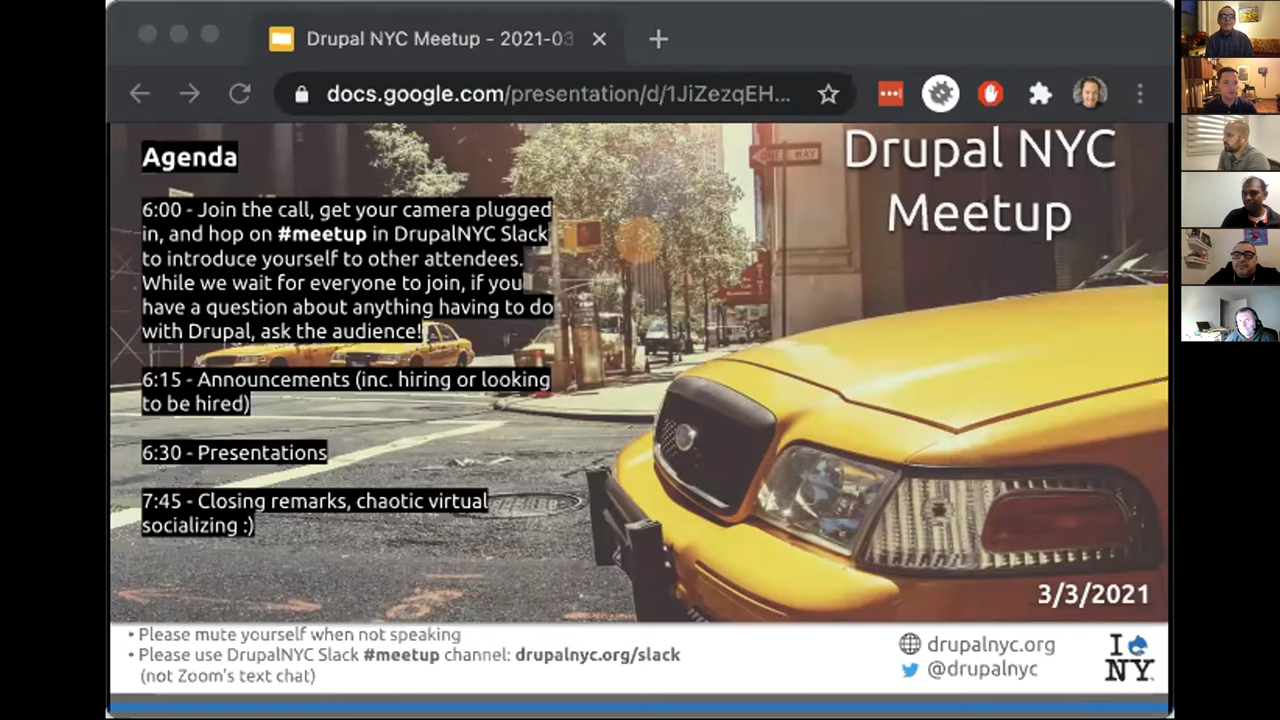 Drupal NYC Meetup - 2021-03
docs.google.com/presentation/d/1JiZezqEH...
Agenda
6:00 - Join the call, get your camera plugged
in, and hop on #meetup in DrupalNYC Slack
to introduce yourself to other attendees.
While we wait for everyone to join, if you
have a question about anything having to do
with Drupal, ask the audience!
6:15 - Announcements (inc. hiring or looking
to be hired)
6:30 - Presentations
7:45 - Closing remarks, chaotic virtual
socializing :)
Drupal NYC
Meetup
ONE WAY
3/3/2021
• Please mute yourself when not speaking
• Please use DrupalNYC Slack #meetup channel: drupalnyc.org/slack
(not Zoom's text chat)
drupalnyc.org
@drupalnyc
I
NY